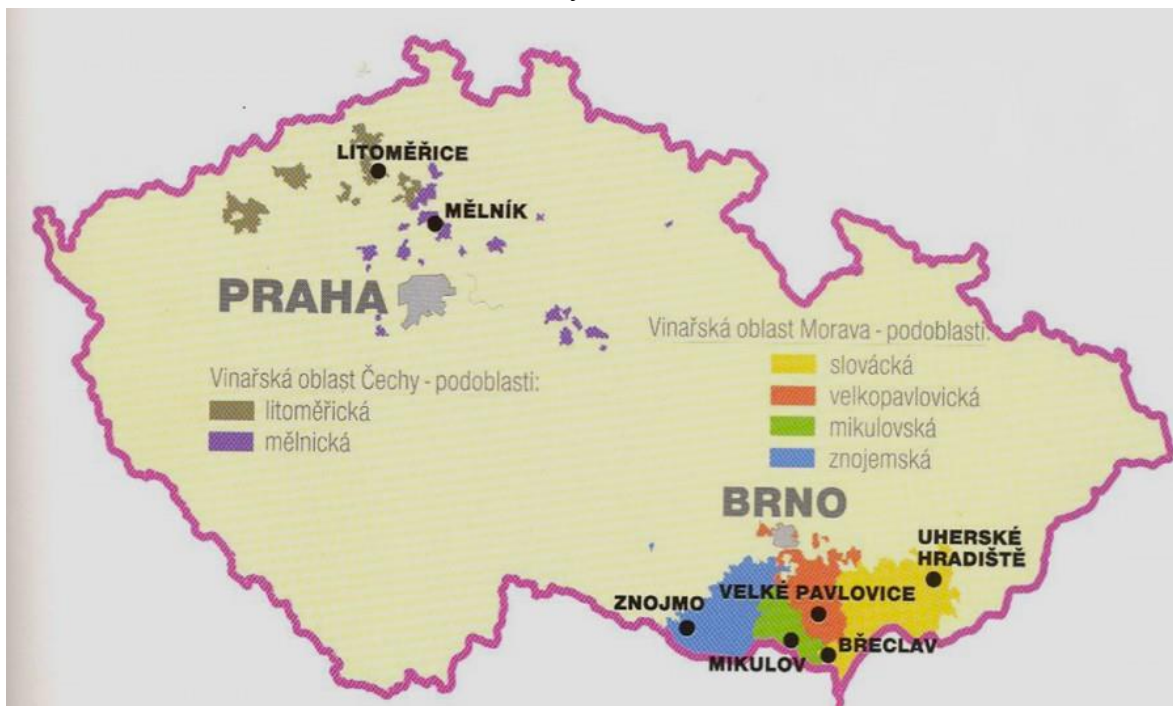 LITOMĚŘICE
MĚLNÍK
PRAHA
Vinařská oblast Čechy - podoblasti:
litoměřická
mělnická
Vinařská oblast Morava - podoblasti:
slovácká
velkopavlovická
mikulovská
znojemská
BRNO
UHERSKÉ
HRADIŠTĚ
ZNOJMO
VELKÉ PAVLOVICE
MIKULOV
BŘECLAV